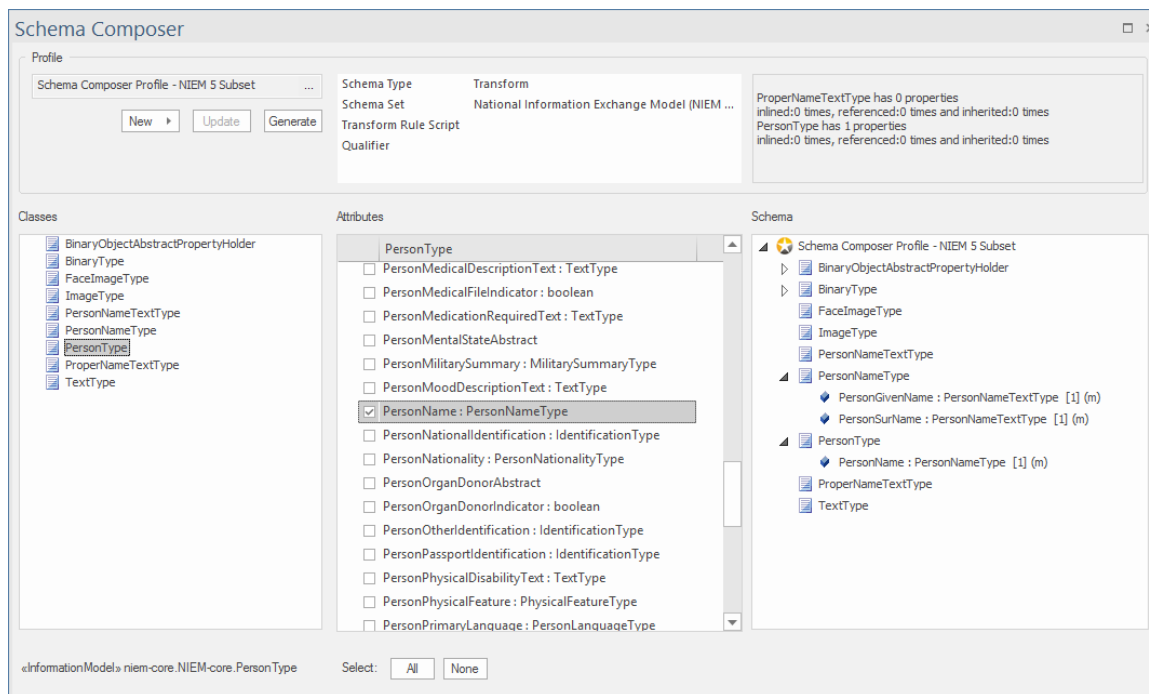 Schema Composer
Profile
Schema Composer Profile - NIEM 5 Subset ...
New
Update
Generate
Schema Type Transform
Schema Set National Information Exchange Model (NIEM ...
Transform Rule Script
Qualifier
ProperNameTextType has 0 properties
inlined:0 times, referenced:0 times and inherited:0 times
PersonType has 1 properties
inlined:0 times, referenced:0 times and inherited:0 times
Classes
BinaryObjectAbstractPropertyHolder
BinaryType
FaceImageType
ImageType
PersonNameTextType
PersonNameType
PersonType
ProperNameTextType
TextType
Attributes
PersonType
PersonMedicalDescriptionText : TextType
PersonMedicalFileIndicator : boolean
PersonMedicationRequiredText : TextType
PersonMentalStateAbstract
PersonMilitarySummary : MilitarySummaryType
PersonMoodDescriptionText : TextType
PersonName : PersonNameType
PersonNationalIdentification : IdentificationType
PersonNationality : PersonNationalityType
PersonOrganDonorAbstract
PersonOrganDonorIndicator : boolean
PersonOtherIdentification : IdentificationType
PersonPassportIdentification : IdentificationType
PersonPhysicalDisabilityText : TextType
PersonPhysicalFeature : PhysicalFeatureType
PersonPrimaryLanguage : PersonLanguageType
Schema
Schema Composer Profile - NIEM 5 Subset
BinaryObjectAbstractPropertyHolder
BinaryType
FaceImageType
ImageType
PersonNameTextType
PersonNameType
PersonGivenName : PersonNameTextType [1] (m)
PersonSurName : PersonNameTextType [1] (m)
PersonType
PersonName : PersonNameType [1] (m)
ProperNameTextType
TextType
«InformationModel» niem-core.NIEM-core.PersonType
Select:
All
None